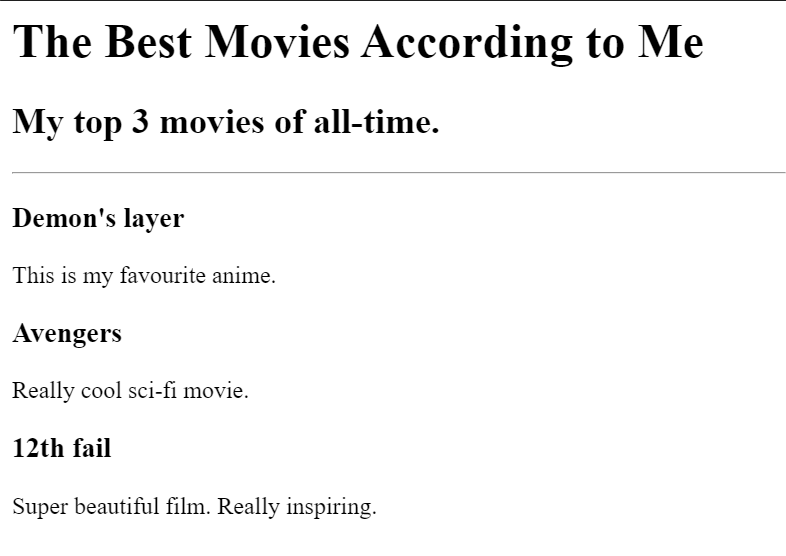 The Best Movies According to Me
My top 3 movies of all-time.
Demon's layer
This is my favourite anime.
Avengers
Really cool sci-fi movie.
12th fail
Super beautiful film. Really inspiring.